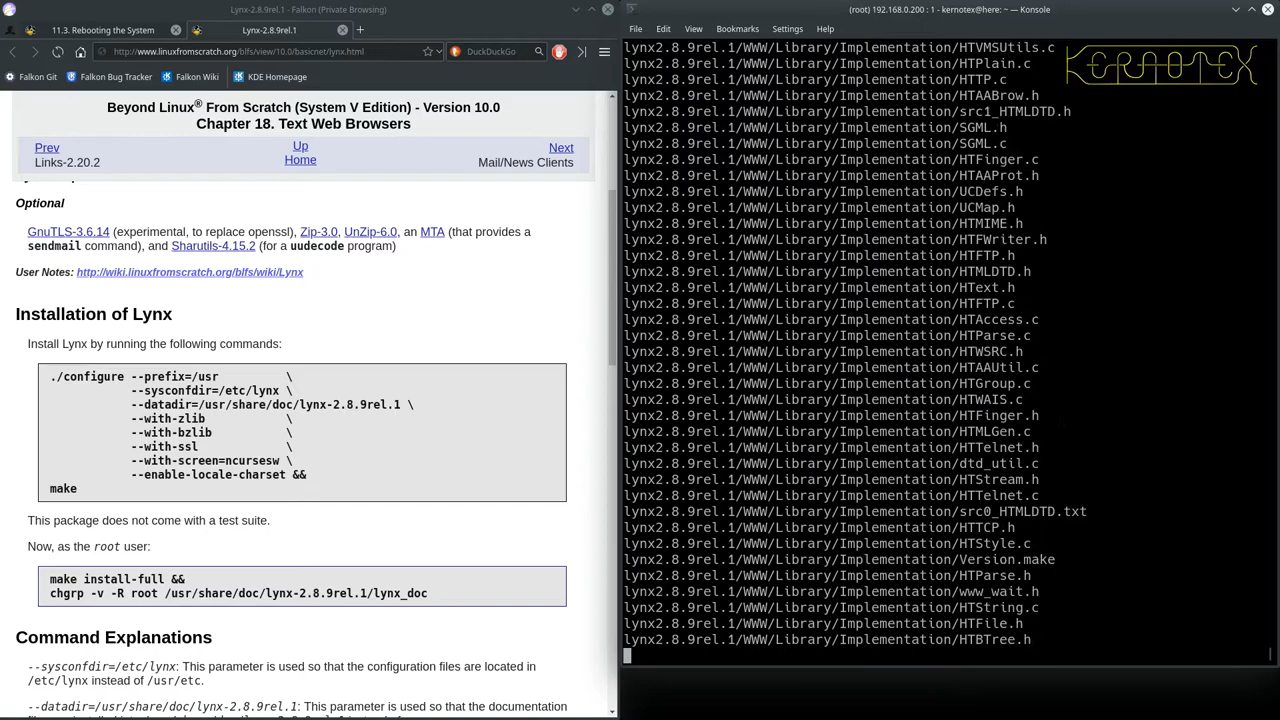 Lynx-2.8.9rel.1 - Falkon (Private Browsing)
11.3. Rebooting the System
Lynx-2.8.9rel.1
http://www.linuxfromscratch.org/blfs/view/10.0/basicnet/lynx.html
DuckDuckGo
Falkon Git
Falkon Bug Tracker
Falkon Wiki
KDE Homepage
Beyond Linux® From Scratch (System V Edition) - Version 10.0
Chapter 18. Text Web Browsers
Prev
Up
Next
Links-2.20.2
Home
Mail/News Clients
Optional
GnuTLS-3.6.14 (experimental, to replace openssl), Zip-3.0, UnZip-6.0, an MTA (that provides a
sendmail command), and Sharutils-4.15.2 (for a uudecode program)
User Notes: http://wiki.linuxfromscratch.org/blfs/wiki/Lynx
Installation of Lynx
Install Lynx by running the following commands:
./configure --prefix=/usr \
--sysconfdir=/etc/lynx \
--datadir=/usr/share/doc/lynx-2.8.9rel.1 \
--with-zlib \
--with-bzlib \
--with-ssl \
--with-screen=ncursesw \
--enable-locale-charset &&
make
This package does not come with a test suite.
Now, as the root user:
make install-full &&
chgrp -v -R root /usr/share/doc/lynx-2.8.9rel.1/lynx_doc
Command Explanations
--sysconfdir=/etc/lynx: This parameter is used so that the configuration files are located in
/etc/lynx instead of /usr/etc.
--datadir=/usr/share/doc/lynx-2.8.9rel.1: This parameter is used so that the documentation
(root) 192.168.0.200 : 1 - kernotex@here: ~ — Konsole
File Edit View Bookmarks Settings Help
KERNOTEX
lynx2.8.9rel.1/WWW/Library/Implementation/HTVMSUtils.c
lynx2.8.9rel.1/WWW/Library/Implementation/HTPlain.c
lynx2.8.9rel.1/WWW/Library/Implementation/HTTP.c
lynx2.8.9rel.1/WWW/Library/Implementation/HTAABrow.h
lynx2.8.9rel.1/WWW/Library/Implementation/src1_HTMLDTD.h
lynx2.8.9rel.1/WWW/Library/Implementation/SGML.h
lynx2.8.9rel.1/WWW/Library/Implementation/SGML.c
lynx2.8.9rel.1/WWW/Library/Implementation/HTFinger.c
lynx2.8.9rel.1/WWW/Library/Implementation/HTAAProt.h
lynx2.8.9rel.1/WWW/Library/Implementation/UCDefs.h
lynx2.8.9rel.1/WWW/Library/Implementation/UCMap.h
lynx2.8.9rel.1/WWW/Library/Implementation/HTMIME.h
lynx2.8.9rel.1/WWW/Library/Implementation/HTFWriter.h
lynx2.8.9rel.1/WWW/Library/Implementation/HTFTP.h
lynx2.8.9rel.1/WWW/Library/Implementation/HTMLDTD.h
lynx2.8.9rel.1/WWW/Library/Implementation/HText.h
lynx2.8.9rel.1/WWW/Library/Implementation/HTFTP.c
lynx2.8.9rel.1/WWW/Library/Implementation/HTAccess.c
lynx2.8.9rel.1/WWW/Library/Implementation/HTParse.c
lynx2.8.9rel.1/WWW/Library/Implementation/HTWSRC.h
lynx2.8.9rel.1/WWW/Library/Implementation/HTAAUtil.c
lynx2.8.9rel.1/WWW/Library/Implementation/HTGroup.c
lynx2.8.9rel.1/WWW/Library/Implementation/HTWAIS.c
lynx2.8.9rel.1/WWW/Library/Implementation/HTFinger.h
lynx2.8.9rel.1/WWW/Library/Implementation/HTMLGen.c
lynx2.8.9rel.1/WWW/Library/Implementation/HTTelnet.h
lynx2.8.9rel.1/WWW/Library/Implementation/dtd_util.c
lynx2.8.9rel.1/WWW/Library/Implementation/HTStream.h
lynx2.8.9rel.1/WWW/Library/Implementation/HTTelnet.c
lynx2.8.9rel.1/WWW/Library/Implementation/src0_HTMLDTD.txt
lynx2.8.9rel.1/WWW/Library/Implementation/HTTCP.h
lynx2.8.9rel.1/WWW/Library/Implementation/HTStyle.c
lynx2.8.9rel.1/WWW/Library/Implementation/Version.make
lynx2.8.9rel.1/WWW/Library/Implementation/HTParse.h
lynx2.8.9rel.1/WWW/Library/Implementation/www_wait.h
lynx2.8.9rel.1/WWW/Library/Implementation/HTString.c
lynx2.8.9rel.1/WWW/Library/Implementation/HTFile.h
lynx2.8.9rel.1/WWW/Library/Implementation/HTBTree.h